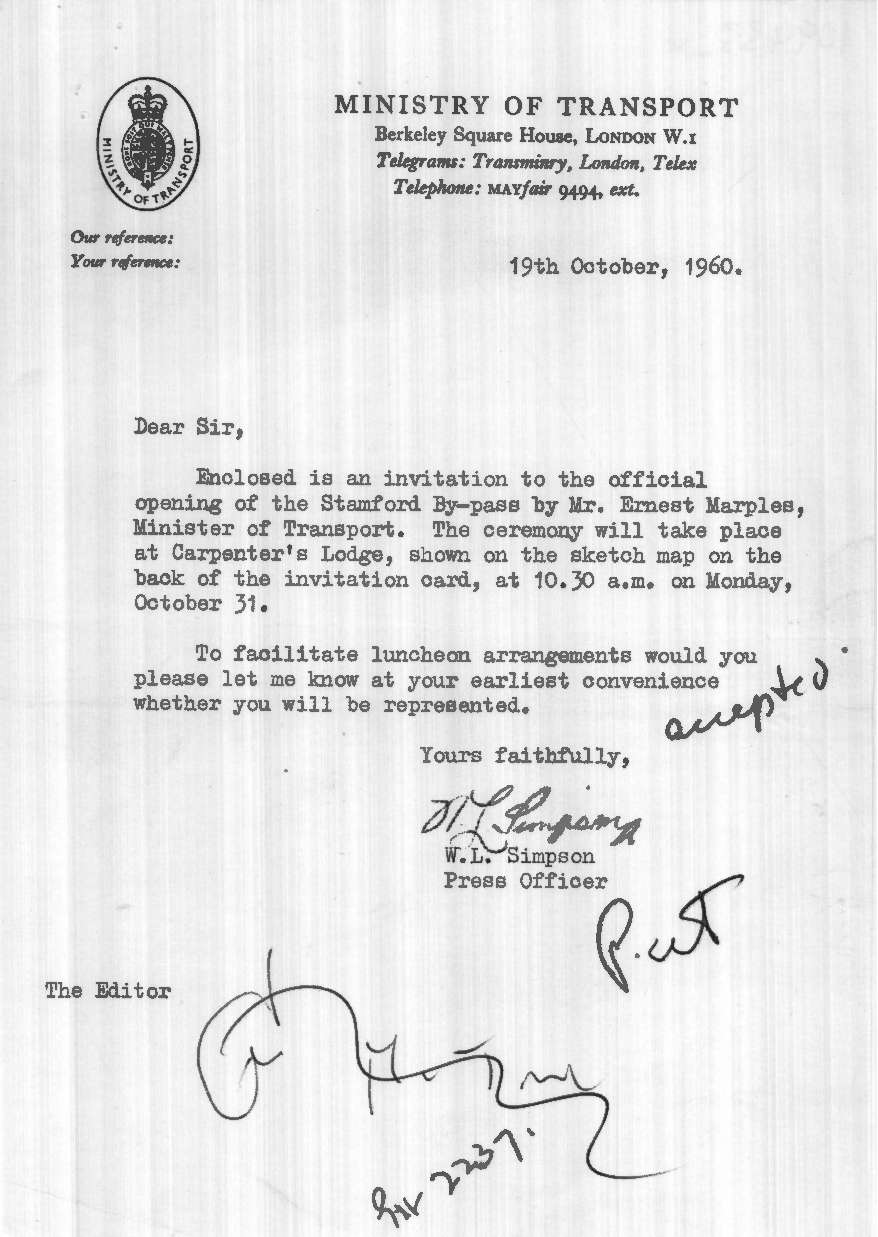 MINISTRY OF TRANSPORT
MINISTRY OF TRANSPORT
Berkeley Square House, LONDON W.1
Telegrams: Transminry, London, Telex
Telephone: MAYfair 9494, ext.
Our reference:
Your reference:
19th October, 1960.
Dear Sir,
Enclosed is an invitation to the official
opening of the Stamford By-pass by Mr. Ernest Marples,
Minister of Transport. The ceremony will take place
at Carpenter's Lodge, shown on the sketch map on the
back of the invitation card, at 10.30 a.m. on Monday,
October 31.
To facilitate luncheon arrangements would you
please let me know at your earliest convenience
whether you will be represented.
accepted
Yours faithfully,
W L Simpson
W.L. Simpson
Press Officer
The Editor
2237.